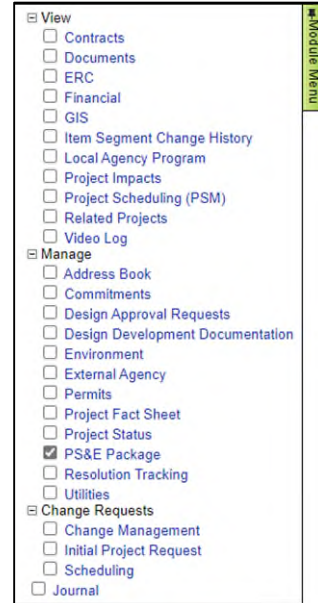 View
Contracts
Documents
ERC
Financial
GIS
Item Segment Change History
Local Agency Program
Project Impacts
Project Scheduling (PSM)
Related Projects
Video Log
Manage
Address Book
Commitments
Design Approval Requests
Design Development Documentation
Environment
External Agency
Permits
Project Fact Sheet
Project Status
PS&E Package
Resolution Tracking
Utilities
Change Requests
Change Management
Initial Project Request
Scheduling
Journal
Module Menu